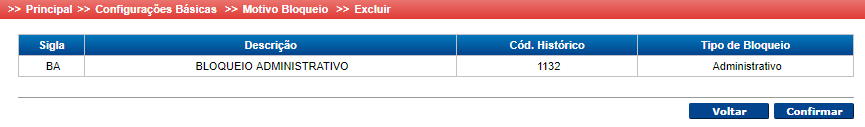 >> Principal >> Configurações Básicas >> Motivo Bloqueio >> Excluir
Sigla Descrição Cód. Histórico Tipo de Bloqueio
BA BLOQUEIO ADMINISTRATIVO 1132 Administrativo
Voltar Confirmar